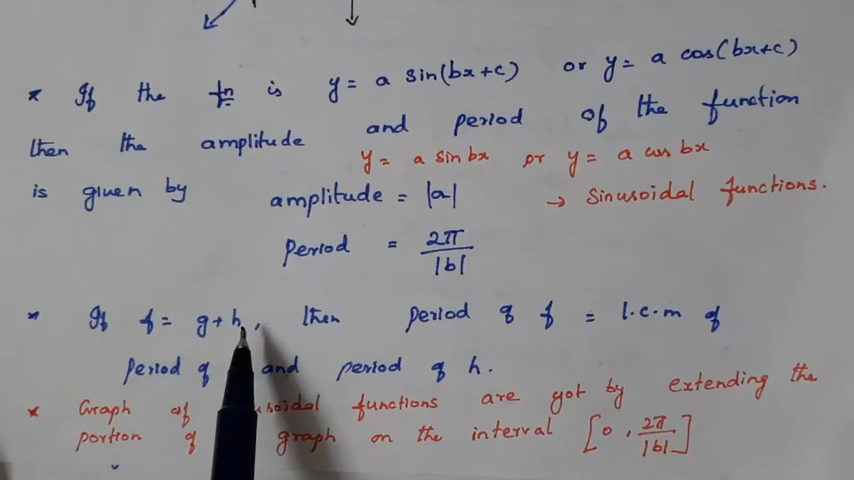 * If the fn is y = a sin(bx+c) or y = a cos(bx+c)
then the amplitude and period of the function
y = a sin bx or y = a cos bx
is given by amplitude = |a| → Sinusoidal functions.
period = 2π/|b|
* If f = g+h, then period of f = l.c.m of
period of and period of h.
* Graph of functions are got by extending the
portion of graph on the interval [0, 2π/|b|]